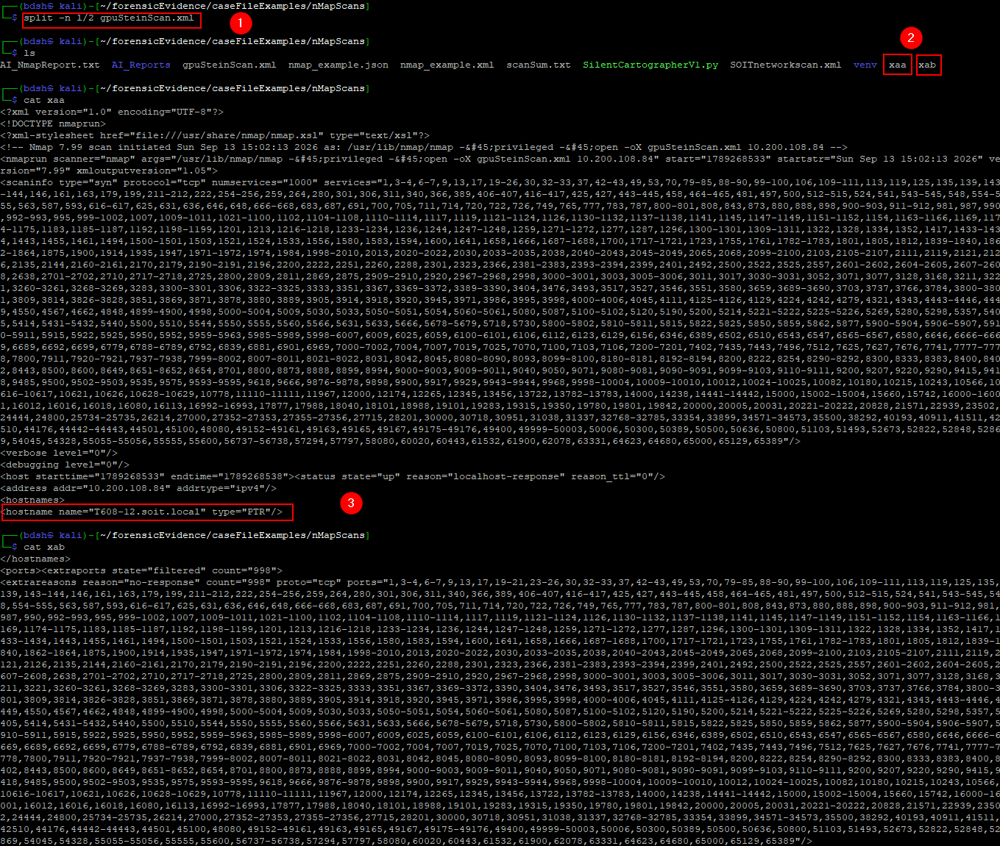 (bdsh㉿kali)-[~/forensicEvidence/caseFileExamples/nMapScans]
$ split -n l/2 gpuSteinScan.xml
1
(bdsh㉿kali)-[~/forensicEvidence/caseFileExamples/nMapScans]
2
$ ls
AI_NmapReport.txt AI_Reports gpuSteinScan.xml nmap_example.json nmap_example.xml scanSum.txt SilentCartographerV1.py SOITnetworkscan.xml venv xaa xab
(bdsh㉿kali)-[~/forensicEvidence/caseFileExamples/nMapScans]
$ cat xaa
<?xml version="1.0" encoding="UTF-8"?>
<!DOCTYPE nmaprun>
<?xml-stylesheet href="file:///usr/share/nmap/nmap.xsl" type="text/xsl"?>
<!-- Nmap 7.99 scan initiated Sun Sep 13 15:02:13 2026 as: /usr/lib/nmap/nmap -&#45;privileged -&#45;open -oX gpuSteinScan.xml 10.200.108.84 -->
<nmaprun scanner="nmap" args="/usr/lib/nmap/nmap -&#45;privileged -&#45;open -oX gpuSteinScan.xml 10.200.108.84" start="1789268533" startstr="Sun Sep 13 15:02:13 2026" ve
rsion="7.99" xmloutputversion="1.05">
<scaninfo type="syn" protocol="tcp" numservices="1000" services="1,3-4,6-7,9,13,17,19-26,30,32-33,37,42-43,49,53,70,79-85,88-90,99-100,106,109-111,113,119,125,135,139,143
-144,146,161,163,179,199,211-212,222,254-256,259,264,280,301,306,311,340,366,389,406-407,416-417,425,427,443-445,458,464-465,481,497,500,512-515,524,541,543-545,548,554-5
55,563,587,593,616-617,625,631,636,646,648,666-668,683,687,691,700,705,711,714,720,722,726,749,765,777,783,787,800-801,808,843,873,880,888,898,900-903,911-912,981,987,990
,992-993,995,999-1002,1007,1009-1011,1021-1100,1102,1104-1108,1110-1114,1117,1119,1121-1124,1126,1130-1132,1137-1138,1141,1145,1147-1149,1151-1152,1154,1163-1166,1169,117
4-1175,1183,1185-1187,1192,1198-1199,1201,1213,1216-1218,1233-1234,1236,1244,1247-1248,1259,1271-1272,1277,1287,1296,1300-1301,1309-1311,1322,1328,1334,1352,1417,1433-143
4,1443,1455,1461,1494,1500-1501,1503,1521,1524,1533,1556,1580,1583,1594,1600,1641,1658,1666,1687-1688,1700,1717-1721,1723,1755,1761,1782-1783,1801,1805,1812,1839-1840,186
2-1864,1875,1900,1914,1935,1947,1971-1972,1974,1984,1998-2010,2013,2020-2022,2030,2033-2035,2038,2040-2043,2045-2049,2065,2068,2099-2100,2103,2105-2107,2111,2119,2121,212
6,2135,2144,2160-2161,2170,2179,2190-2191,2196,2200,2222,2251,2260,2288,2301,2323,2366,2381-2383,2393-2394,2399,2401,2492,2500,2522,2525,2557,2601-2602,2604-2605,2607-260
8,2638,2701-2702,2710,2717-2718,2725,2800,2809,2811,2869,2875,2909-2910,2920,2967-2968,2998,3000-3001,3003,3005-3006,3011,3017,3030-3031,3052,3071,3077,3128,3168,3211,322
1,3260-3261,3268-3269,3283,3300-3301,3306,3322-3325,3333,3351,3367,3369-3372,3389-3390,3404,3476,3493,3517,3527,3546,3551,3580,3659,3689-3690,3703,3737,3766,3784,3800-380
1,3809,3814,3826-3828,3851,3869,3871,3878,3880,3889,3905,3914,3918,3920,3945,3971,3986,3995,3998,4000-4006,4045,4111,4125-4126,4129,4224,4242,4279,4321,4343,4443-4446,444
9,4550,4567,4662,4848,4899-4900,4998,5000-5004,5009,5030,5033,5050-5051,5054,5060-5061,5080,5087,5100-5102,5120,5190,5200,5214,5221-5222,5225-5226,5269,5280,5298,5357,540
5,5414,5431-5432,5440,5500,5510,5544,5550,5555,5560,5566,5631,5633,5666,5678-5679,5718,5730,5800-5802,5810-5811,5815,5822,5825,5850,5859,5862,5877,5900-5904,5906-5907,591
0-5911,5915,5922,5925,5950,5952,5959-5963,5985-5989,5998-6007,6009,6025,6059,6100-6101,6106,6112,6123,6129,6156,6346,6389,6502,6510,6543,6547,6565-6567,6580,6646,6666-666
9,6689,6692,6699,6779,6788-6789,6792,6839,6881,6901,6969,7000-7002,7004,7007,7019,7025,7070,7100,7103,7106,7200-7201,7402,7435,7443,7496,7512,7625,7627,7676,7741,7777-777
8,7800,7911,7920-7921,7937-7938,7999-8002,8007-8011,8021-8022,8031,8042,8045,8080-8090,8093,8099-8100,8180-8181,8192-8194,8200,8222,8254,8290-8292,8300,8333,8383,8400,840
2,8443,8500,8600,8649,8651-8652,8654,8701,8800,8873,8888,8899,8994,9000-9003,9009-9011,9040,9050,9071,9080-9081,9090-9091,9099-9103,9110-9111,9200,9207,9220,9290,9415,941
8,9485,9500,9502-9503,9535,9575,9593-9595,9618,9666,9876-9878,9898,9900,9917,9929,9943-9944,9968,9998-10004,10009-10010,10012,10024-10025,10082,10180,10215,10243,10566,10
616-10617,10621,10626,10628-10629,10778,11110-11111,11967,12000,12174,12265,12345,13456,13722,13782-13783,14000,14238,14441-14442,15000,15002-15004,15660,15742,16000-1600
1,16012,16016,16018,16080,16113,16992-16993,17877,17988,18040,18101,18988,19101,19283,19315,19350,19780,19801,19842,20000,20005,20031,20221-20222,20828,21571,22939,23502,
24444,24800,25734-25735,26214,27000,27352-27353,27355-27356,27715,28201,30000,30718,30951,31038,31337,32768-32785,33354,33899,34571-34573,35500,38292,40193,40911,41511,42
510,44176,44442-44443,44501,45100,48080,49152-49161,49163,49165,49167,49175-49176,49400,49999-50003,50006,50300,50389,50500,50636,50800,51103,51493,52673,52822,52848,5286
9,54045,54328,55055-55056,55555,55600,56737-56738,57294,57797,58080,60020,60443,61532,61900,62078,63331,64623,64680,65000,65129,65389"/>
<verbose level="0"/>
<debugging level="0"/>
<host starttime="1789268533" endtime="1789268538"><status state="up" reason="localhost-response" reason_ttl="0"/>
<address addr="10.200.108.84" addrtype="ipv4"/>
<hostnames>
3
<hostname name="T608-12.soit.local" type="PTR"/>
(bdsh㉿kali)-[~/forensicEvidence/caseFileExamples/nMapScans]
$ cat xab
</hostnames>
<ports><extraports state="filtered" count="998">
<extrareasons reason="no-response" count="998" proto="tcp" ports="1,3-4,6-7,9,13,17,19-21,23-26,30,32-33,37,42-43,49,53,70,79-85,88-90,99-100,106,109-111,113,119,125,135,
139,143-144,146,161,163,179,199,211-212,222,254-256,259,264,280,301,306,311,340,366,389,406-407,416-417,425,427,443-445,458,464-465,481,497,500,512-515,524,541,543-545,54
8,554-555,563,587,593,616-617,625,631,636,646,648,666-668,683,687,691,700,705,711,714,720,722,726,749,765,777,783,787,800-801,808,843,873,880,888,898,900-903,911-912,981,
987,990,992-993,995,999-1002,1007,1009-1011,1021-1100,1102,1104-1108,1110-1114,1117,1119,1121-1124,1126,1130-1132,1137-1138,1141,1145,1147-1149,1151-1152,1154,1163-1166,1
169,1174-1175,1183,1185-1187,1192,1198-1199,1201,1213,1216-1218,1233-1234,1236,1244,1247-1248,1259,1271-1272,1277,1287,1296,1300-1301,1309-1311,1322,1328,1334,1352,1417,1
433-1434,1443,1455,1461,1494,1500-1501,1503,1521,1524,1533,1556,1580,1583,1594,1600,1641,1658,1666,1687-1688,1700,1717-1721,1723,1755,1761,1782-1783,1801,1805,1812,1839-1
840,1862-1864,1875,1900,1914,1935,1947,1971-1972,1974,1984,1998-2010,2013,2020-2022,2030,2033-2035,2038,2040-2043,2045-2049,2065,2068,2099-2100,2103,2105-2107,2111,2119,2
121,2126,2135,2144,2160-2161,2170,2179,2190-2191,2196,2200,2222,2251,2260,2288,2301,2323,2366,2381-2383,2393-2394,2399,2401,2492,2500,2522,2525,2557,2601-2602,2604-2605,2
607-2608,2638,2701-2702,2710,2717-2718,2725,2800,2809,2811,2869,2875,2909-2910,2920,2967-2968,2998,3000-3001,3003,3005-3006,3011,3017,3030-3031,3052,3071,3077,3128,3168,3
211,3221,3260-3261,3268-3269,3283,3300-3301,3306,3322-3325,3333,3351,3367,3369-3372,3390,3404,3476,3493,3517,3527,3546,3551,3580,3659,3689-3690,3703,3737,3766,3784,3800-3
801,3809,3814,3826-3828,3851,3869,3871,3878,3880,3889,3905,3914,3918,3920,3945,3971,3986,3995,3998,4000-4006,4045,4111,4125-4126,4129,4224,4242,4279,4321,4343,4443-4446,4
449,4550,4567,4662,4848,4899-4900,4998,5000-5004,5009,5030,5033,5050-5051,5054,5060-5061,5080,5087,5100-5102,5120,5190,5200,5214,5221-5222,5225-5226,5269,5280,5298,5357,5
405,5414,5431-5432,5440,5500,5510,5544,5550,5555,5560,5566,5631,5633,5666,5678-5679,5718,5730,5800-5802,5810-5811,5815,5822,5825,5850,5859,5862,5877,5900-5904,5906-5907,5
910-5911,5915,5922,5925,5950,5952,5959-5963,5985-5989,5998-6007,6009,6025,6059,6100-6101,6106,6112,6123,6129,6156,6346,6389,6502,6510,6543,6547,6565-6567,6580,6646,6666-6
669,6689,6692,6699,6779,6788-6789,6792,6839,6881,6901,6969,7000-7002,7004,7007,7019,7025,7070,7100,7103,7106,7200-7201,7402,7435,7443,7496,7512,7625,7627,7676,7741,7777-7
778,7800,7911,7920-7921,7937-7938,7999-8002,8007-8011,8021-8022,8031,8042,8045,8080-8090,8093,8099-8100,8180-8181,8192-8194,8200,8222,8254,8290-8292,8300,8333,8383,8400,8
402,8443,8500,8600,8649,8651-8652,8654,8701,8800,8873,8888,8899,8994,9000-9003,9009-9011,9040,9050,9071,9080-9081,9090-9091,9099-9103,9110-9111,9200,9207,9220,9290,9415,9
418,9485,9500,9502-9503,9535,9575,9593-9595,9618,9666,9876-9878,9898,9900,9917,9929,9943-9944,9968,9998-10004,10009-10010,10012,10024-10025,10082,10180,10215,10243,10566,
10616-10617,10621,10626,10628-10629,10778,11110-11111,11967,12000,12174,12265,12345,13456,13722,13782-13783,14000,14238,14441-14442,15000,15002-15004,15660,15742,16000-16
001,16012,16016,16018,16080,16113,16992-16993,17877,17988,18040,18101,18988,19101,19283,19315,19350,19780,19801,19842,20000,20005,20031,20221-20222,20828,21571,22939,2350
2,24444,24800,25734-25735,26214,27000,27352-27353,27355-27356,27715,28201,30000,30718,30951,31038,31337,32768-32785,33354,33899,34571-34573,35500,38292,40193,40911,41511,
42510,44176,44442-44443,44501,45100,48080,49152-49161,49163,49165,49167,49175-49176,49400,49999-50003,50006,50300,50389,50500,50636,50800,51103,51493,52673,52822,52848,52
869,54045,54328,55055-55056,55555,55600,56737-56738,57294,57797,58080,60020,60443,61532,61900,62078,63331,64623,64680,65000,65129,65389"/>